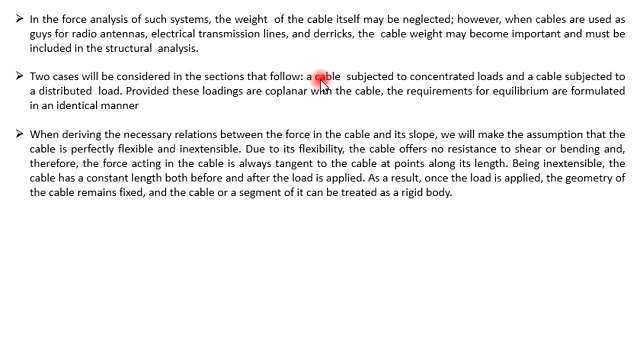 In the force analysis of such systems, the weight of the cable itself may be neglected; however, when cables are used as
guys for radio antennas, electrical transmission lines, and derricks, the cable weight may become important and must be
included in the structural analysis.
Two cases will be considered in the sections that follow: a cable subjected to concentrated loads and a cable subjected to
a distributed load. Provided these loadings are coplanar with the cable, the requirements for equilibrium are formulated
in an identical manner
When deriving the necessary relations between the force in the cable and its slope, we will make the assumption that the
cable is perfectly flexible and inextensible. Due to its flexibility, the cable offers no resistance to shear or bending and,
therefore, the force acting in the cable is always tangent to the cable at points along its length. Being inextensible, the
cable has a constant length both before and after the load is applied. As a result, once the load is applied, the geometry of
the cable remains fixed, and the cable or a segment of it can be treated as a rigid body.